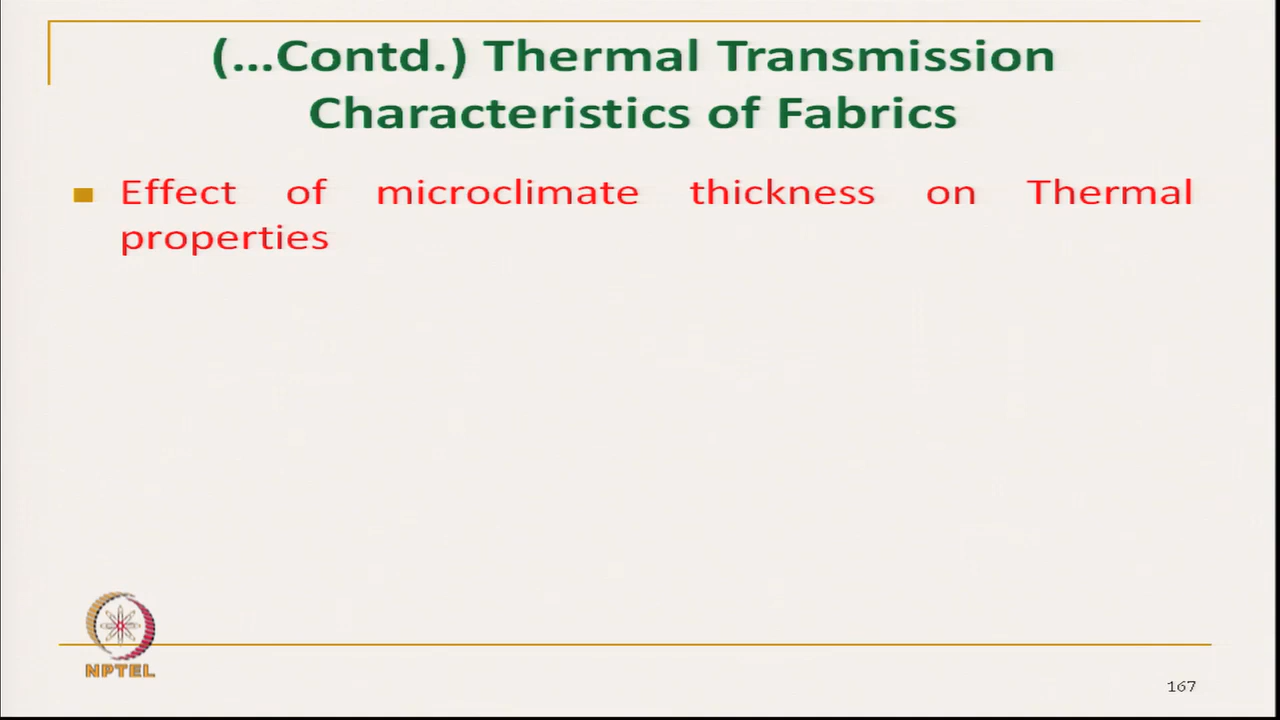 (...Contd.) Thermal Transmission
Characteristics of Fabrics
Effect of microclimate thickness on Thermal
properties
NPTEL
167